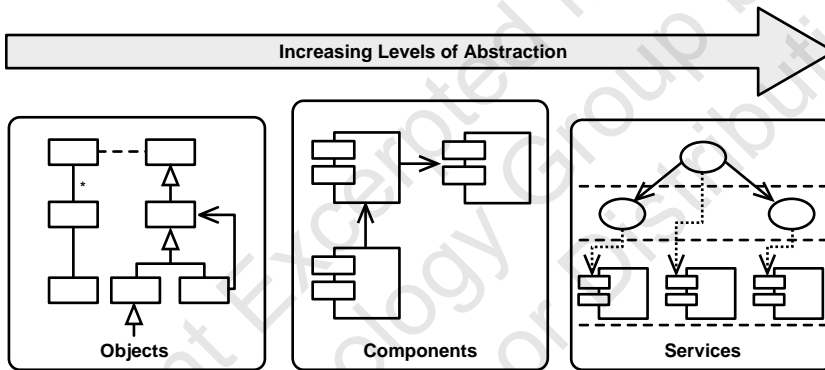 Increasing Levels of Abstraction
*
Objects
Components
Services